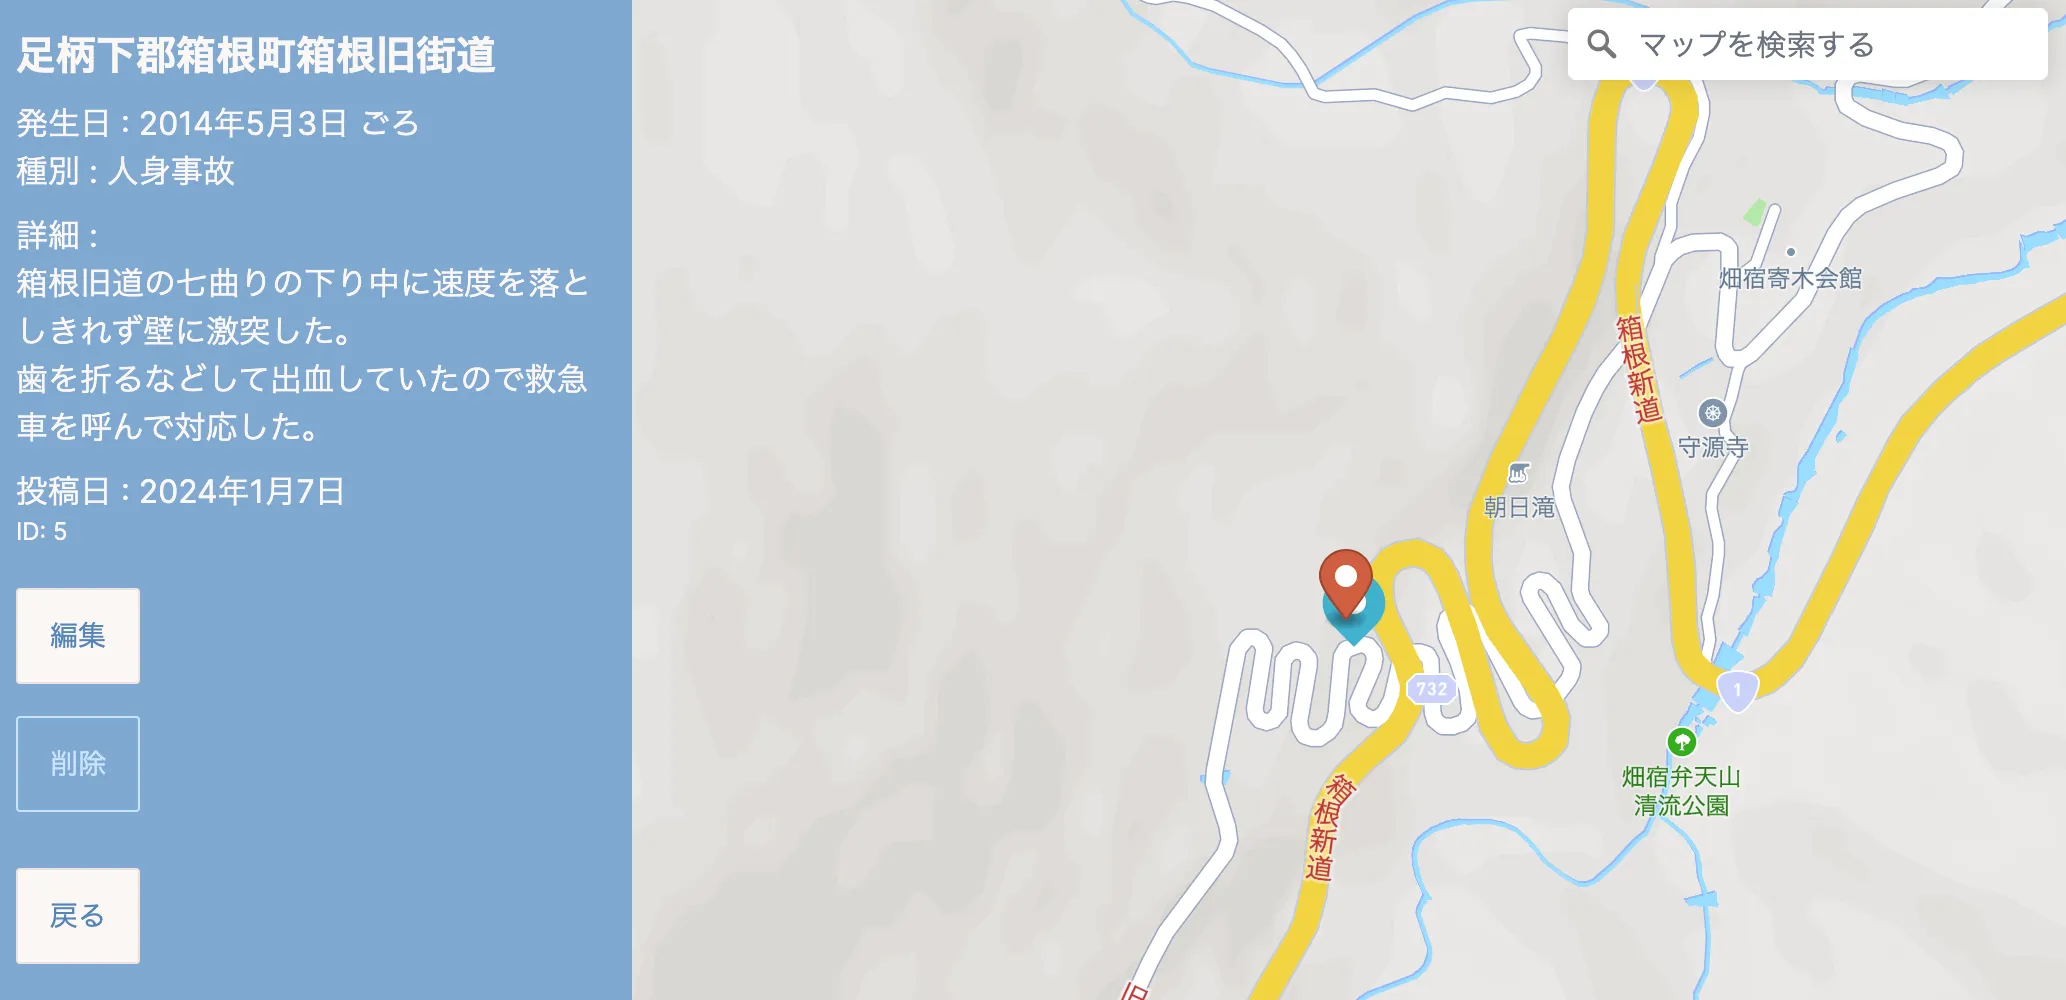 足柄下郡箱根町箱根旧街道
発生日 : 2014年5月3日 ごろ
種別 : 人身事故
詳細 :
箱根旧道の七曲りの下り中に速度を落と
しきれず壁に激突した。
歯を折るなどして出血していたので救急
車を呼んで対応した。
投稿日 : 2024年1月7日
ID: 5
編集
削除
戻る
マップを検索する
畑宿寄木会館
箱根新道
守源寺
朝日滝
732
1
畑宿弁天山
清流公園
箱根新道
旧